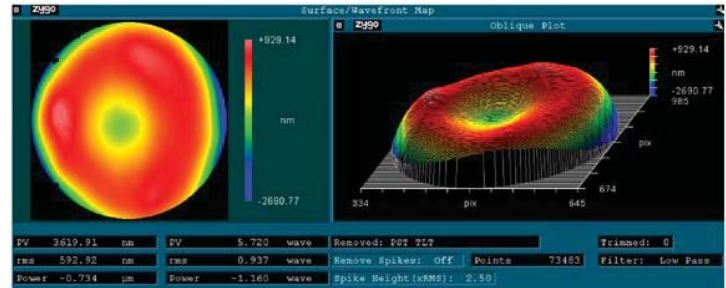 zygo
Surface/Wavefront Map
zygo
Oblique Plot
+929.14
nm
-2690.77
+929.14
nm
-2690.77
985
pix
674
334
pix
645
PV 3619.91 nm
rms 592.92 nm
Power -0.734 µm
PV 5.720 wave
rms 0.937 wave
Power -1.160 wave
Removed: PST TLT
Trimmed: 0
Remove Spikes: Off
Points 73483
Filter: Low Pass
Spike Height(xRMS): 2.50